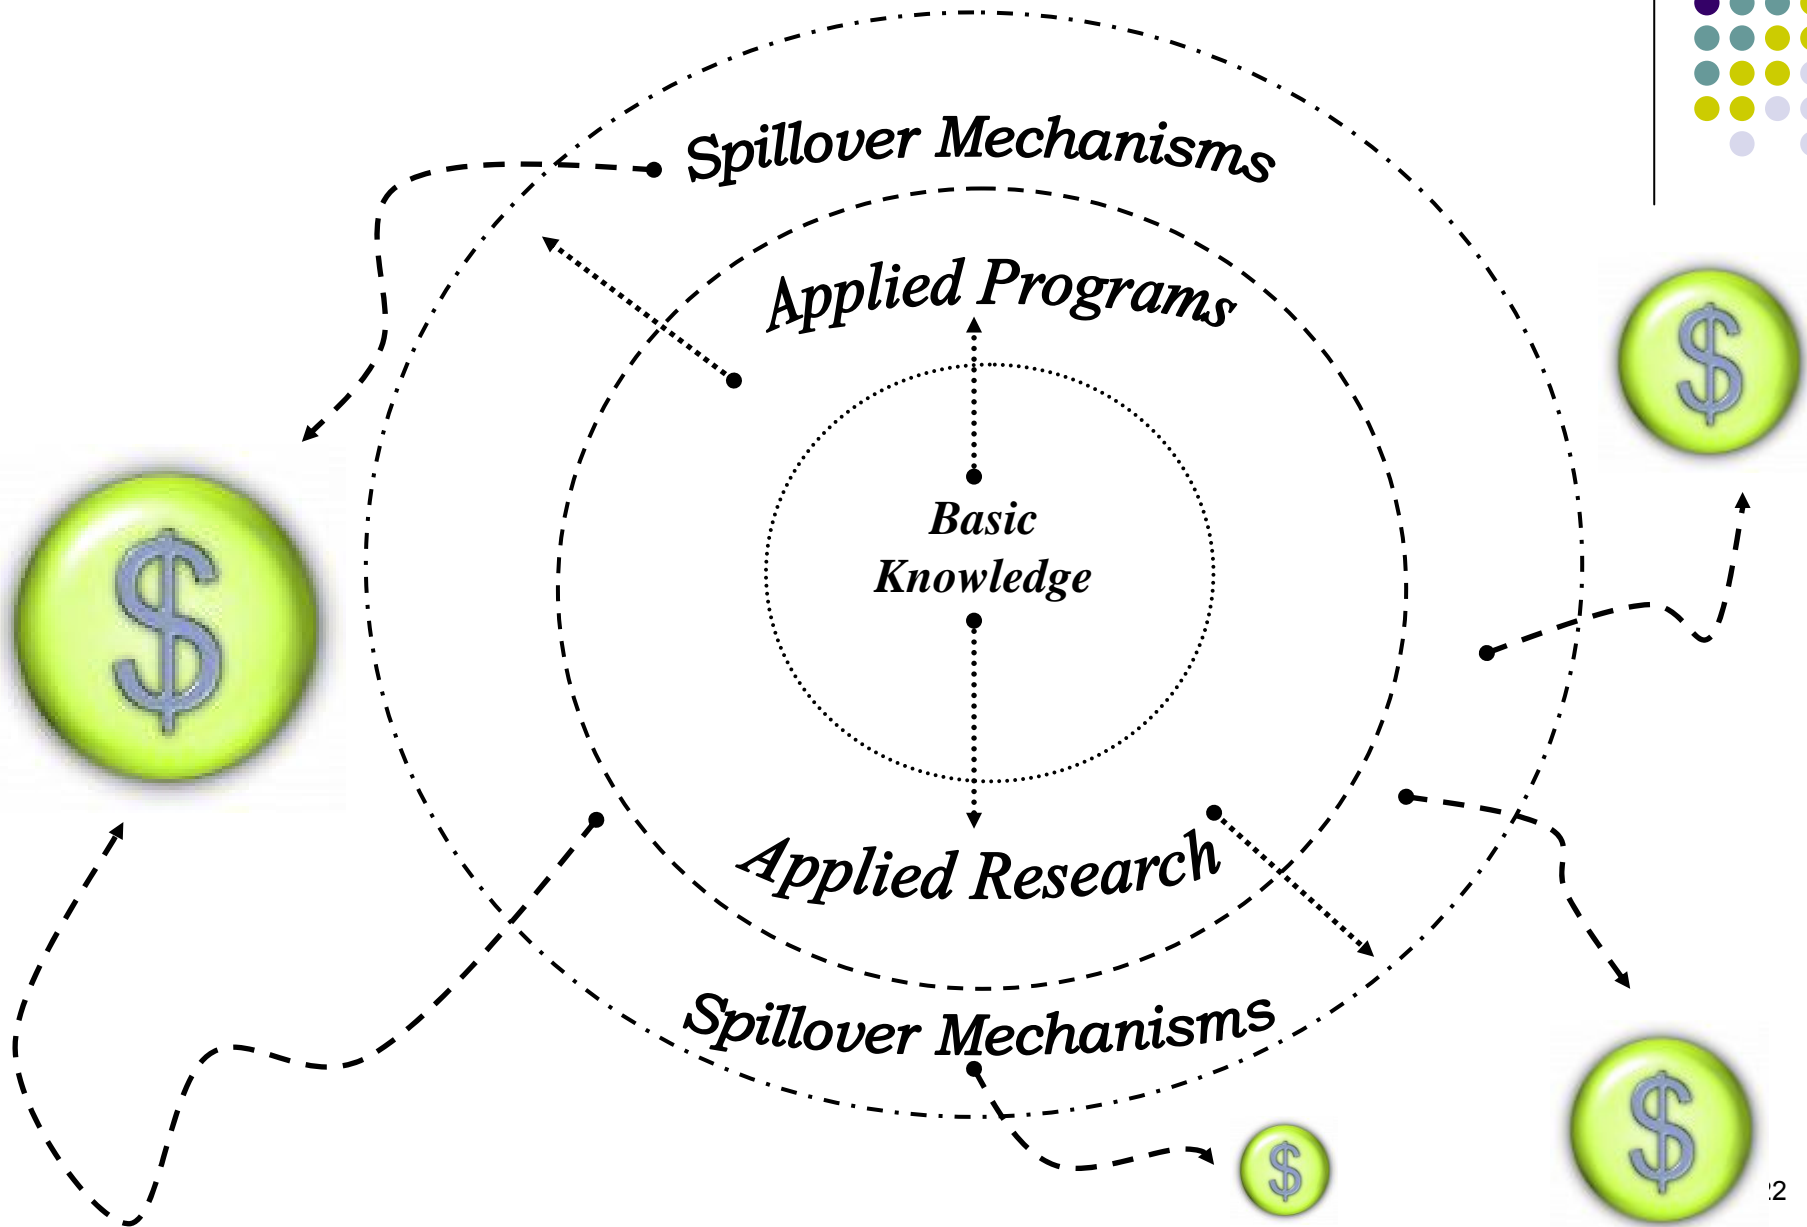 Spillover Mechanisms
Applied Programs
$
Basic
Knowledge
$
Applied Research
Spillover Mechanisms
$
$